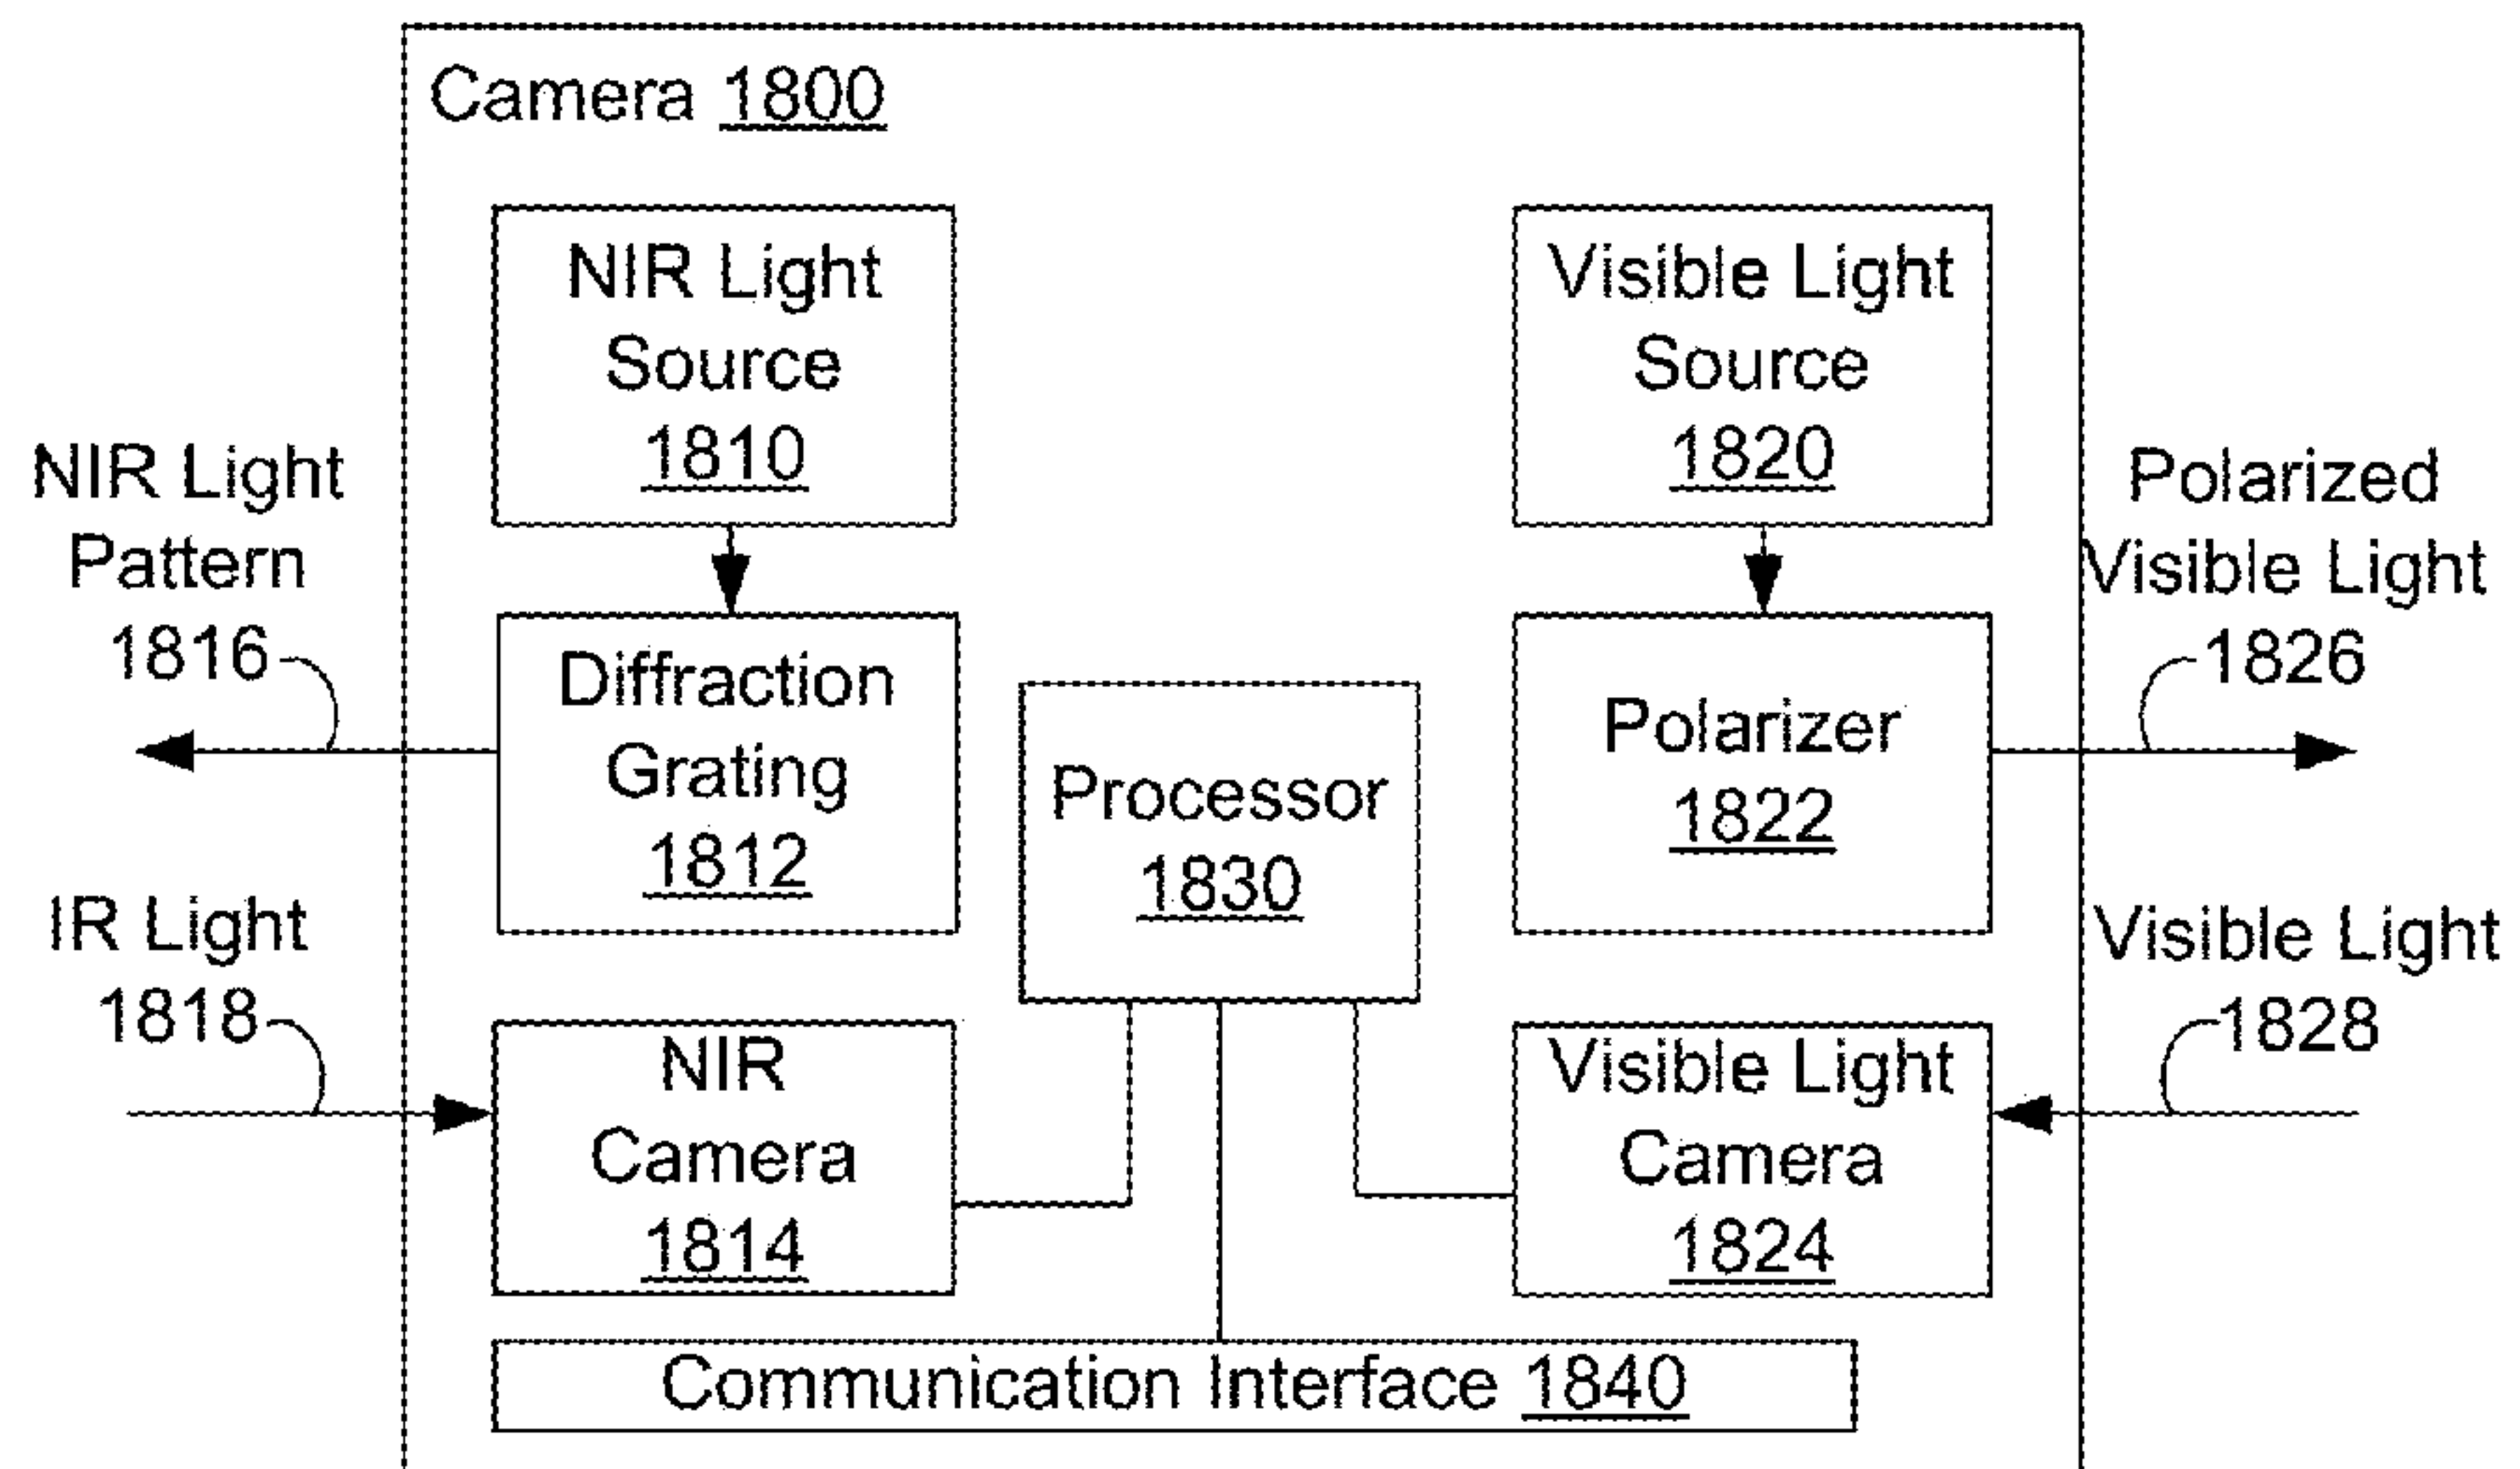 Camera 1800
NIR Light
Source
1810
Visible Light
Source
1820
NIR Light
Pattern
1816
Polarized
Visible Light
1826
Diffraction
Grating
1812
Processor
1830
Polarizer
1822
IR Light
1818
Visible Light
1828
NIR
Camera
1814
Visible Light
Camera
1824
Communication Interface 1840